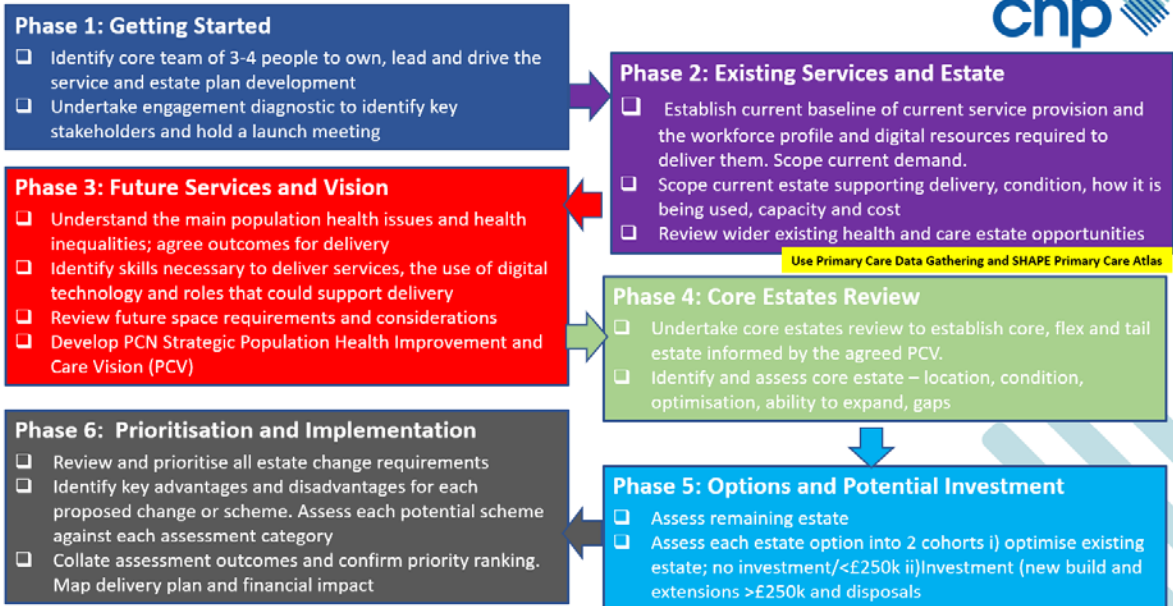 cnp
Phase 1: Getting Started
❑ Identify core team of 3-4 people to own, lead and drive the
service and estate plan development
❑ Undertake engagement diagnostic to identify key
stakeholders and hold a launch meeting
Phase 2: Existing Services and Estate
❑ Establish current baseline of current service provision and
the workforce profile and digital resources required to
deliver them. Scope current demand.
❑ Scope current estate supporting delivery, condition, how it is
being used, capacity and cost
❑ Review wider existing health and care estate opportunities
Use Primary Care Data Gathering and SHAPE Primary Care Atlas
Phase 3: Future Services and Vision
❑ Understand the main population health issues and health
inequalities; agree outcomes for delivery
❑ Identify skills necessary to deliver services, the use of digital
technology and roles that could support delivery
❑ Review future space requirements and considerations
❑ Develop PCN Strategic Population Health Improvement and
Care Vision (PCV)
Phase 4: Core Estates Review
❑ Undertake core estates review to establish core, flex and tail
estate informed by the agreed PCV.
❑ Identify and assess core estate – location, condition,
optimisation, ability to expand, gaps
Phase 5: Options and Potential Investment
❑ Assess remaining estate
❑ Assess each estate option into 2 cohorts i) optimise existing
estate; no investment/<£250k ii)Investment (new build and
extensions >£250k and disposals
Phase 6: Prioritisation and Implementation
❑ Review and prioritise all estate change requirements
❑ Identify key advantages and disadvantages for each
proposed change or scheme. Assess each potential scheme
against each assessment category
❑ Collate assessment outcomes and confirm priority ranking.
Map delivery plan and financial impact